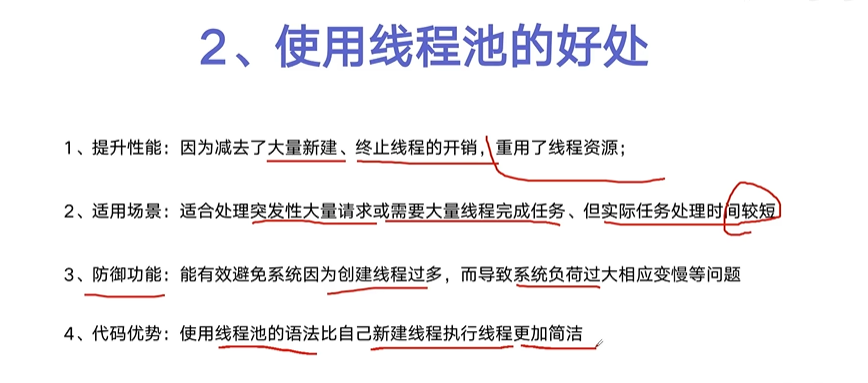 2、使用线程池的好处
1、提升性能：因为减去了大量新建、终止线程的开销，重用了线程资源；
2、适用场景：适合处理突发性大量请求或需要大量线程完成任务、但实际任务处理时间较短
3、防御功能：能有效避免系统因为创建线程过多，而导致系统负荷过大相应变慢等问题
4、代码优势：使用线程池的语法比自己新建线程执行线程更加简洁